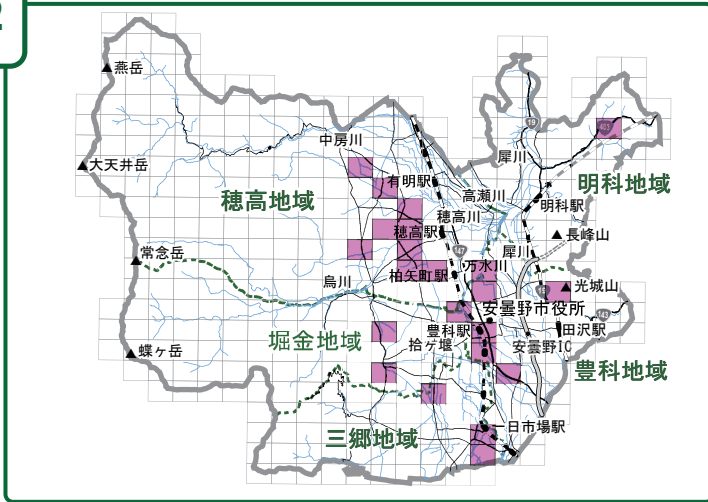 2
燕岳
19
403
中房川
犀川
大天井岳
有明駅
明科地域
高瀬川
穂高地域
明科駅
穂高川
穂高駅
長峰山
常念岳
147
犀川
万水川
柏矢町駅
烏川
光城山
安曇野市役所
143
豊科駅
田沢駅
堀金地域
拾ケ堰
安曇野IC
蝶ヶ岳
豊科地域
三郷地域
一日市場駅